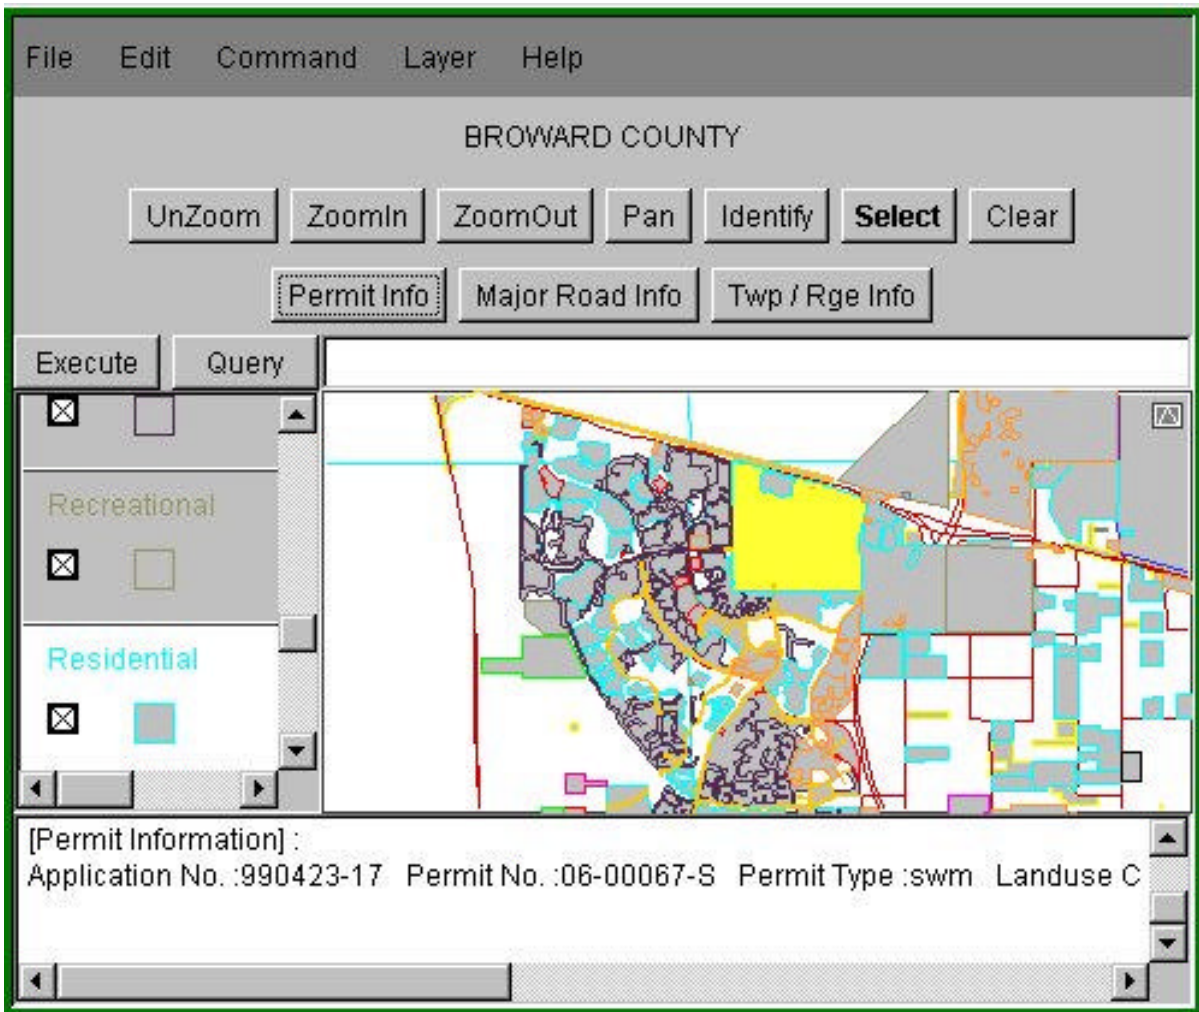 File Edit Command Layer Help
BROWARD COUNTY
UnZoom ZoomIn ZoomOut Pan Identify Select Clear
Permit Info Major Road Info Twp / Rge Info
Execute Query
Recreational
Residential
[Permit Information] :
Application No. :990423-17 Permit No. :06-00067-S Permit Type :swm Landuse C